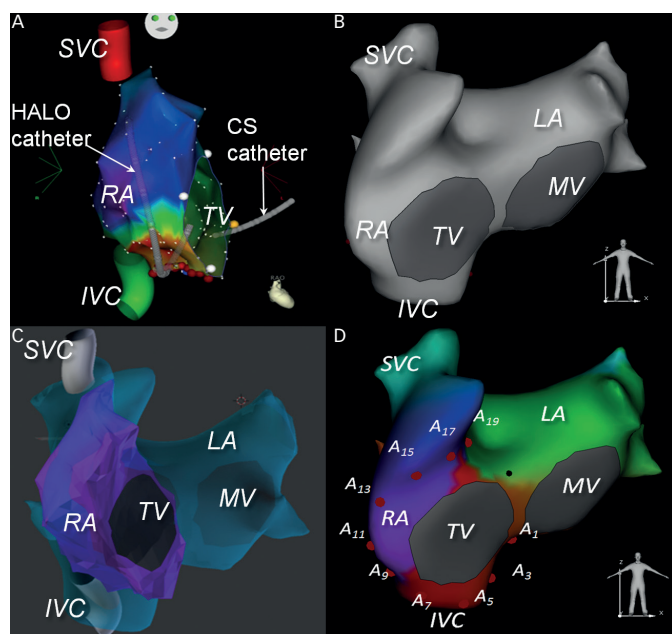 A
SVC
HALO
catheter
CS
catheter
RA
TV
IVC
RAO
B
SVC
LA
MV
RA
TV
IVC
Z
X
C
SVC
LA
TV
MV
RA
IVC
D
SVC
A19
LA
A17
A15
A13
MV
RA
TV
A1
A11
A9
A3
A7
A5
IVC
Z
X